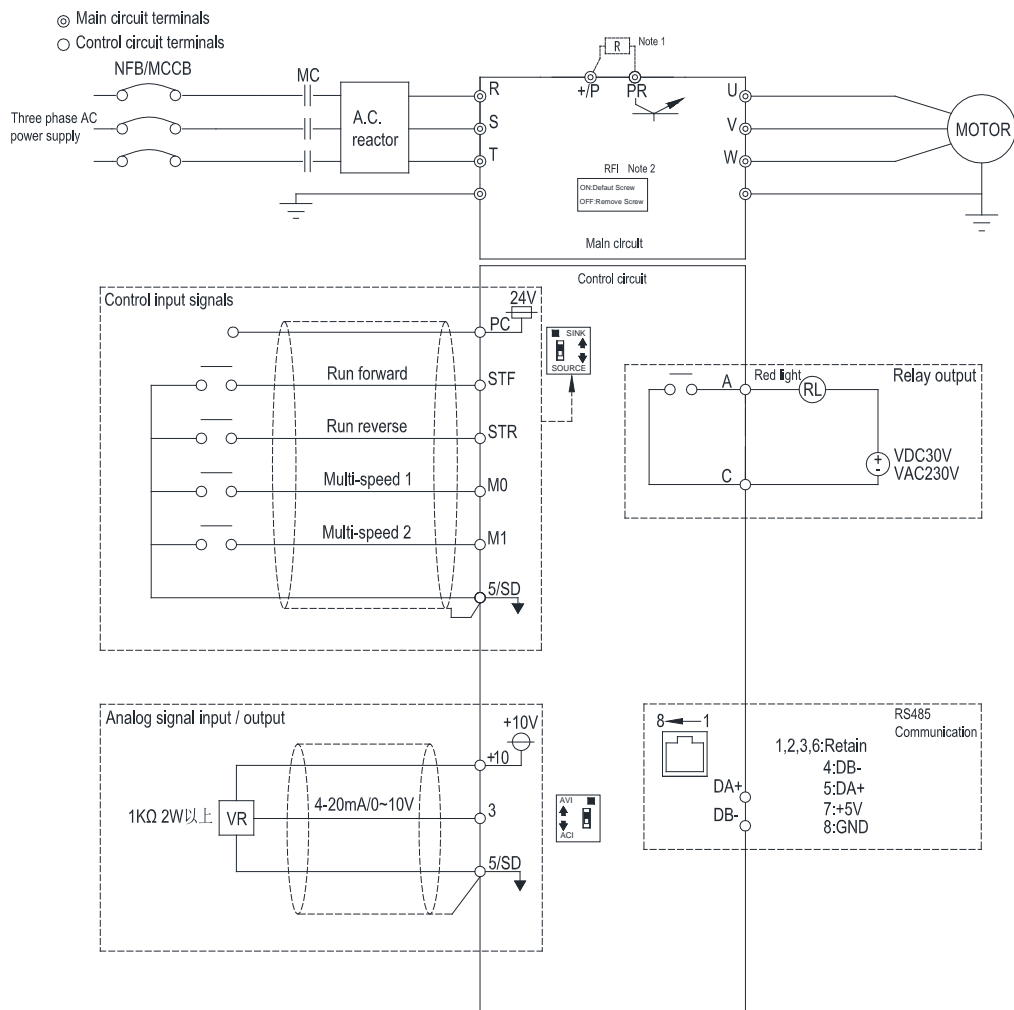 Main circuit terminals
Control circuit terminals
NFB/MCCB
MC
Three phase AC
power supply
A.C.
reactor
R
S
T
R
Note 1
+/P
PR
U
V
W
MOTOR
RFI Note 2
ON:Defaut Screw
OFF:Remove Screw
Main circuit
Control circuit
Control input signals
24V
PC
SINK
SOURCE
Run forward
STF
Run reverse
STR
Multi-speed 1
M0
Multi-speed 2
M1
5/SD
Relay output
A
Red light
RL
C
+
-
VDC30V
VAC230V
Analog signal input / output
+10V
+10
1KΩ 2W以上
VR
4-20mA/0~10V
3
AVI
ACI
5/SD
RS485
Communication
8
1
1,2,3,6:Retain
4:DB-
5:DA+
7:+5V
8:GND
DA+
DB-